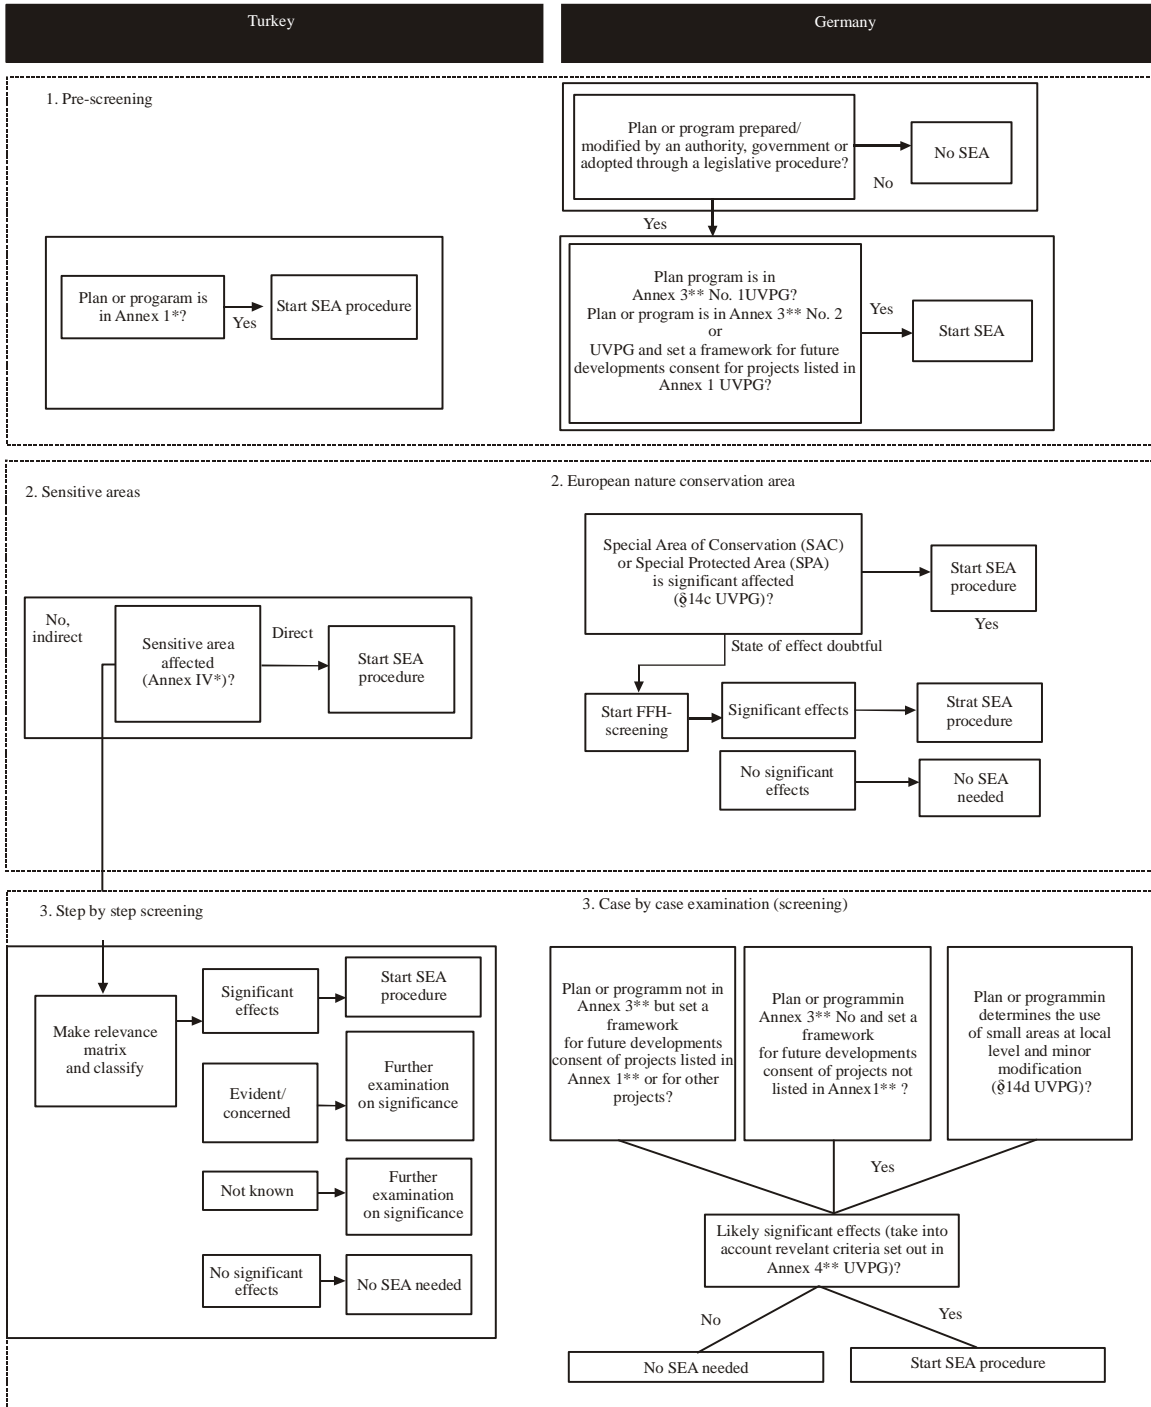 Turkey
Germany
1. Pre-screening
Plan or program prepared/
modified by an authority, government or
adopted through a legislative procedure?
No SEA
No
Yes
Plan or progaram is
in Annex 1*?
Yes
Start SEA procedure
Plan program is in
Annex 3** No. 1UVPG?
Plan or program is in Annex 3** No. 2
or
UVPG and set a framework for future
developments consent for projects listed in
Annex 1 UVPG?
Yes
Start SEA
2. Sensitive areas
No,
indirect
Sensitive area
affected
(Annex IV*)?
Direct
Start SEA
procedure
2. European nature conservation area
Special Area of Conservation (SAC)
or Special Protected Area (SPA)
is significant affected
(§14c UVPG)?
Start SEA
procedure
Yes
State of effect doubtful
Start FFH-
screening
Significant effects
Strat SEA
procedure
No significant
effects
No SEA
needed
3. Step by step screening
Make relevance
matrix
and classify
Significant
effects
Start SEA
procedure
Evident/
concerned
Further
examination
on significance
Not known
Further
examination
on significance
No significant
effects
No SEA needed
3. Case by case examination (screening)
Plan or programm not in
Annex 3** but set a
framework
for future developments
consent of projects listed in
Annex 1** or for other
projects?
Plan or programmin
Annex 3** No and set a
framework
for future developments
consent of projects not
listed in Annex1** ?
Plan or programmin
determines the use
of small areas at local
level and minor
modification
(§14d UVPG)?
Yes
Likely significant effects (take into
account revelant criteria set out in
Annex 4** UVPG)?
No
Yes
No SEA needed
Start SEA procedure